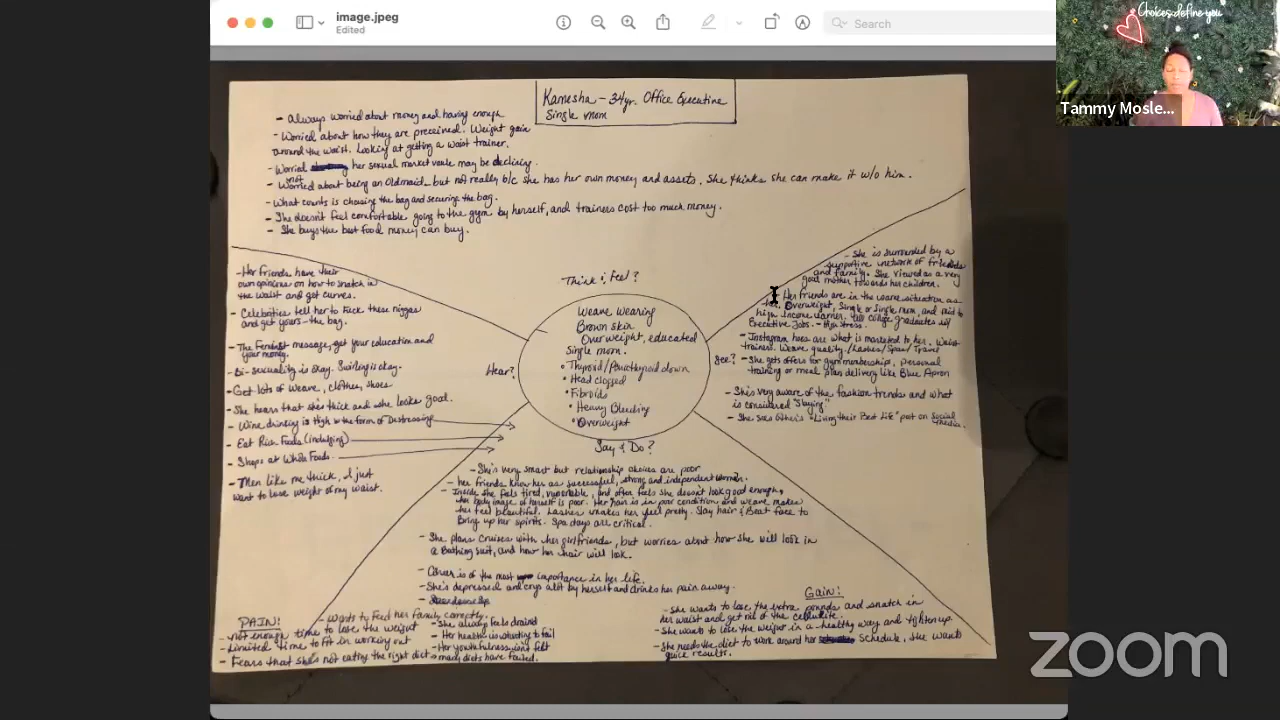 image.jpeg
Edited
Search
Choices define you
Tammy Mosle...
Kanesha - 34yr. Office Executive
Single mom
- Always worried about money and having enough
- Worried about how they are preceived. Weight gain
around the waist. Looking at getting a waist trainer.
- Worried her sexual market vaule may be declining.
- not Worried about being an Oldmaid but not really b/c she has her own money and assets. She thinks she can make it w/o him.
- What counts is chasing the bag and securing the bag.
- She doesn't feel comfortable going to the gym by herself, and trainers cost too much money.
- She buys the best food money can buy.
Think & Feel?
- Her friends have their
own opinions on how to snatch in
the waist and get curves.
- Celebrities tell her to Fuck these niggas
and get yours - the bag.
- The Feminist message, get your education and
your money.
- Bi-sexuality is okay. Swirling is okay.
- Get lots of weave, clothes, shoes
- She hears that she's thick and she looks good.
- Wine drinking is high in the form of Destressing
- Eat Rich Foods (indulging)
- Shops at Whole Foods
- Men like me thick, I just
want to lose weight of my waist.
Hear?
Weave wearing
Brown skin
Overweight, educated
Single mom.
• Thyroid/Parathyroid down
• Head clogged
• Fibroids
• Heavy Bleeding
• Overweight
See?
- She is surrounded by a
supportive network of friends
and family. She viewed as a very
good mother towards her children.
- Her friends are in the same situation as
her. Overweight, Single or Single mom, and paid to
high Income earner, college graduates w/
Executive Jobs. - High stress.
- Instagram hoes are what is marketed to her. Waist
trainers. Weave quality/Lashes/Spas/Travel
- She gets offers for gym membership, personal
training or meal plan delivery like Blue Apron
- She's very aware of the fashion trends and what
is considered "Slaying"
- She sees others "Living their Best Life" put on Social
media.
Say & Do?
- She's very smart but relationship choices are poor
- her friends know her as successful, strong and independent women.
- Inside she feels tired, vunerable, and often feels she doesn't look good enough,
her body image of herself is poor. Her hair is in poor condition, and weave makes
her feel beautiful. Lashes makes her feel pretty. Slay hair & Beat face to
Bring up her spirits. Spa days are critical.
- She plans cruises with her girlfriends, but worries about how she will look in
a Bathing suit, and how her hair will look.
- Career is of the most importance in her life.
- She's depressed and crys alot by herself and drinks her pain away.
PAIN:
- wants to Feed her family correctly.
- not enough time to lose the weight
- Limited time to fit in working out
- Fears that she's not eating the right diet
- She always feels drained
- Her health is starting to fail
- Her youthfulness isn't felt
- many diets have failed.
Gain:
- She wants to lose the extra pounds and snatch in
her waist and get rid of the cellulite.
- She wants to lose the weight in a healthy way and tighten up
- She needs the diet to work around her schedule, she wants
quick results.
zoom